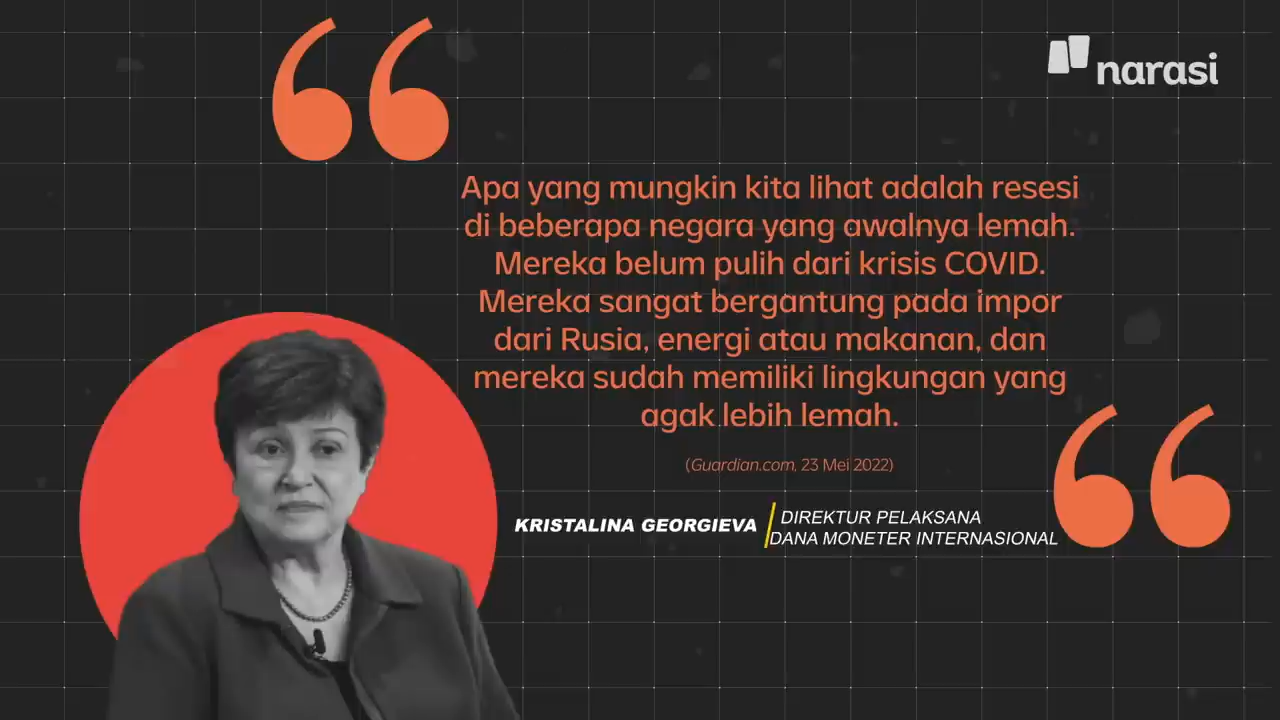 narasi
Apa yang mungkin kita lihat adalah resesi
di beberapa negara yang awalnya lemah.
Mereka belum pulih dari krisis COVID.
Mereka sangat bergantung pada impor
dari Rusia, energi atau makanan, dan
mereka sudah memiliki lingkungan yang
agak lebih lemah.
(Guardian.com, 23 Mei 2022)
KRISTALINA GEORGIEVA
DIREKTUR PELAKSANA
DANA MONETER INTERNASIONAL